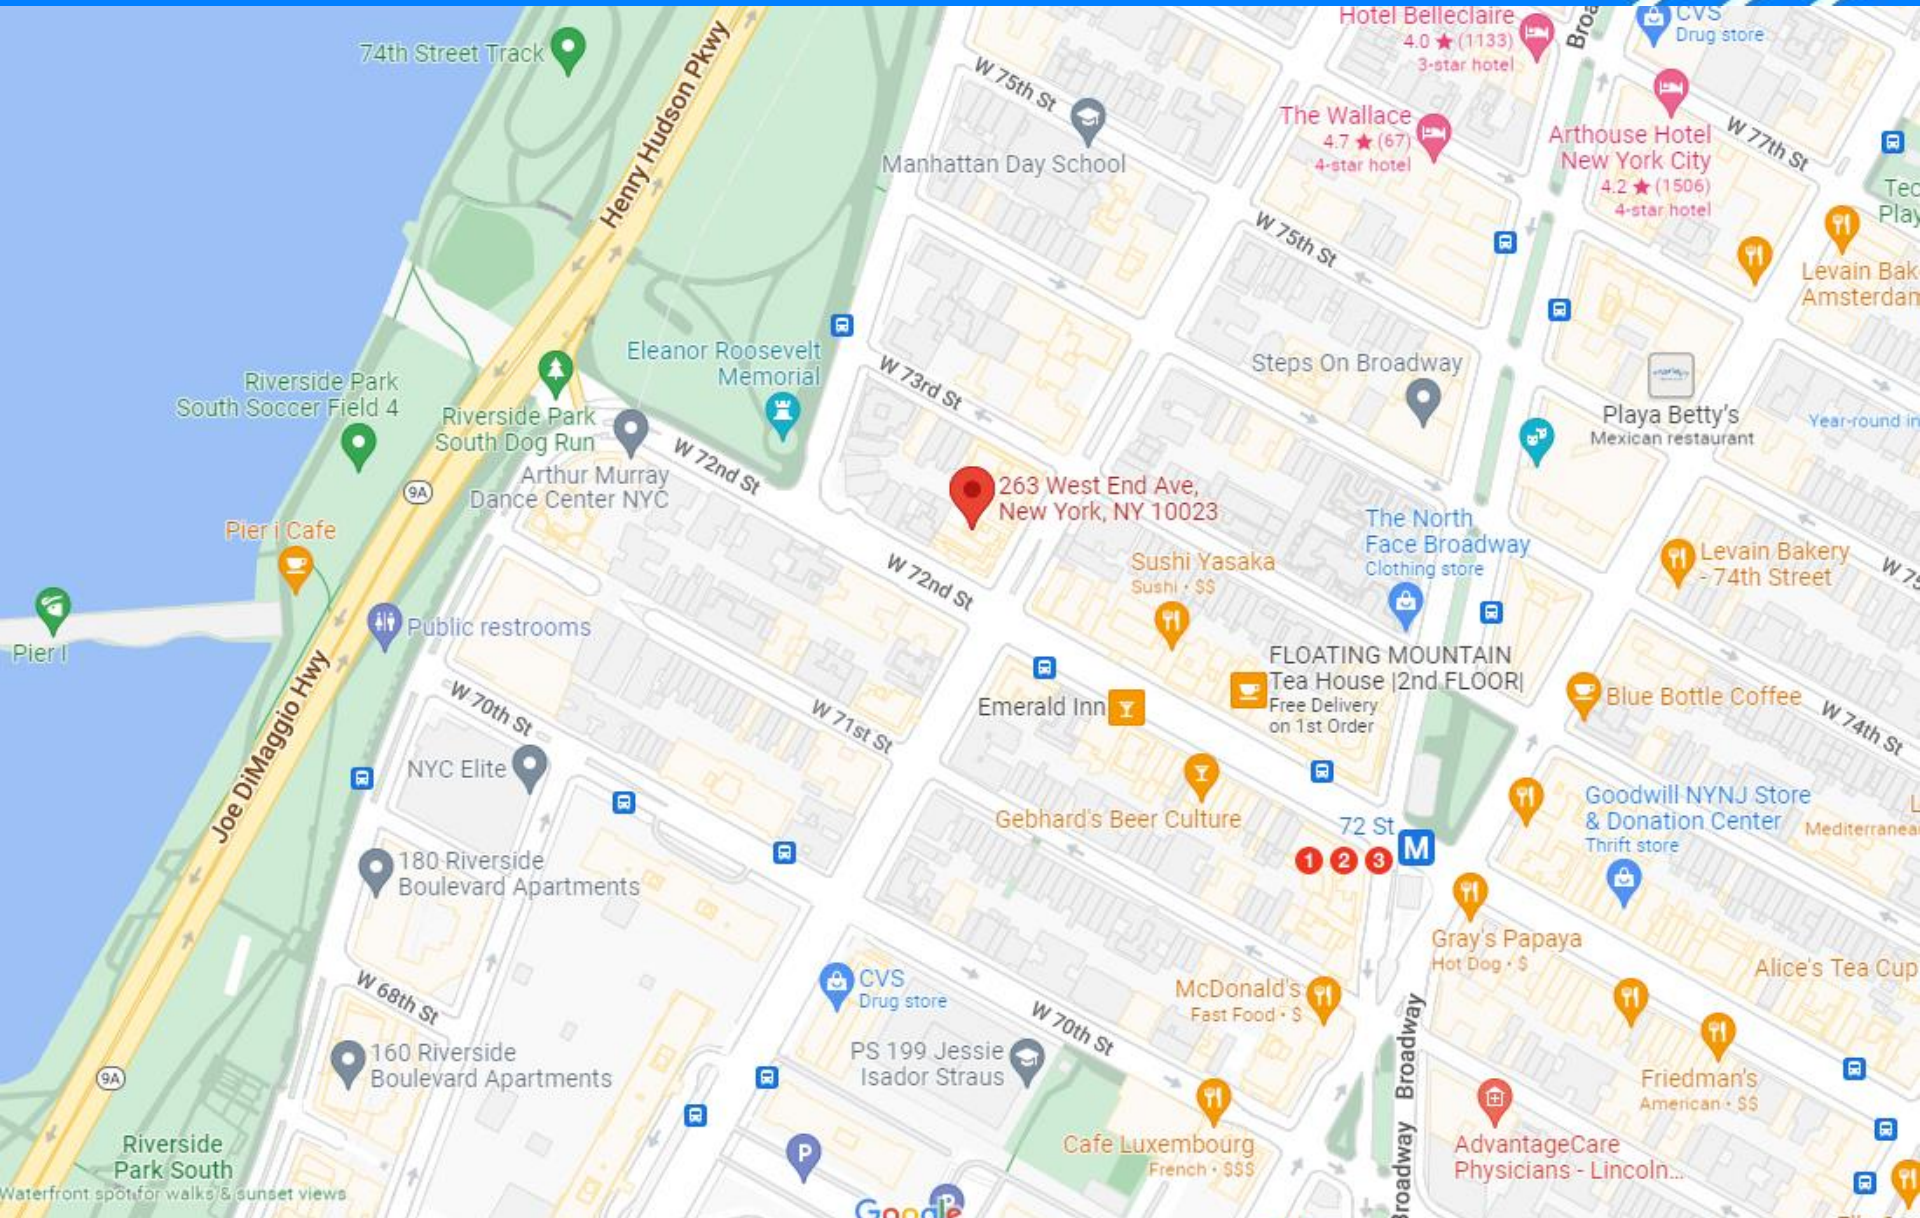 Hotel Belleclaire
4.0 ★ (1133)
3-star hotel
CVS
Drug store
74th Street Track
Henry Hudson Pkwy
W 75th St
Manhattan Day School
The Wallace
4.7 ★ (67)
4-star hotel
Arthouse Hotel
New York City
4.2 ★ (1506)
4-star hotel
W 77th St
W 75th St
Levain Bak
Amsterdam
Eleanor Roosevelt
Memorial
Steps On Broadway
W 73rd St
Riverside Park
South Soccer Field 4
Riverside Park
South Dog Run
Playa Betty's
Mexican restaurant
Year-round in
W 72nd St
Arthur Murray
Dance Center NYC
9A
263 West End Ave,
New York, NY 10023
The North
Face Broadway
Clothing store
Pier i Cafe
Sushi Yasaka
Sushi · $$
Levain Bakery
- 74th Street
W 72nd St
Public restrooms
Pier I
FLOATING MOUNTAIN
Tea House |2nd FLOOR|
Free Delivery
on 1st Order
Emerald Inn
Blue Bottle Coffee
W 74th St
W 70th St
W 71st St
Joe DiMaggio Hwy
NYC Elite
Gebhard's Beer Culture
72 St
M
1 2 3
Goodwill NYNJ Store
& Donation Center
Thrift store
180 Riverside
Boulevard Apartments
Gray's Papaya
Hot Dog · $
Alice's Tea Cup
CVS
Drug store
McDonald's
Fast Food · $
W 68th St
W 70th St
Broadway
160 Riverside
Boulevard Apartments
PS 199 Jessie
Isador Straus
9A
Friedman's
American · $$
Riverside
Park South
Waterfront spot for walks & sunset views
P
Cafe Luxembourg
French · $$$
Broadway
AdvantageCare
Physicians - Lincoln...
Google